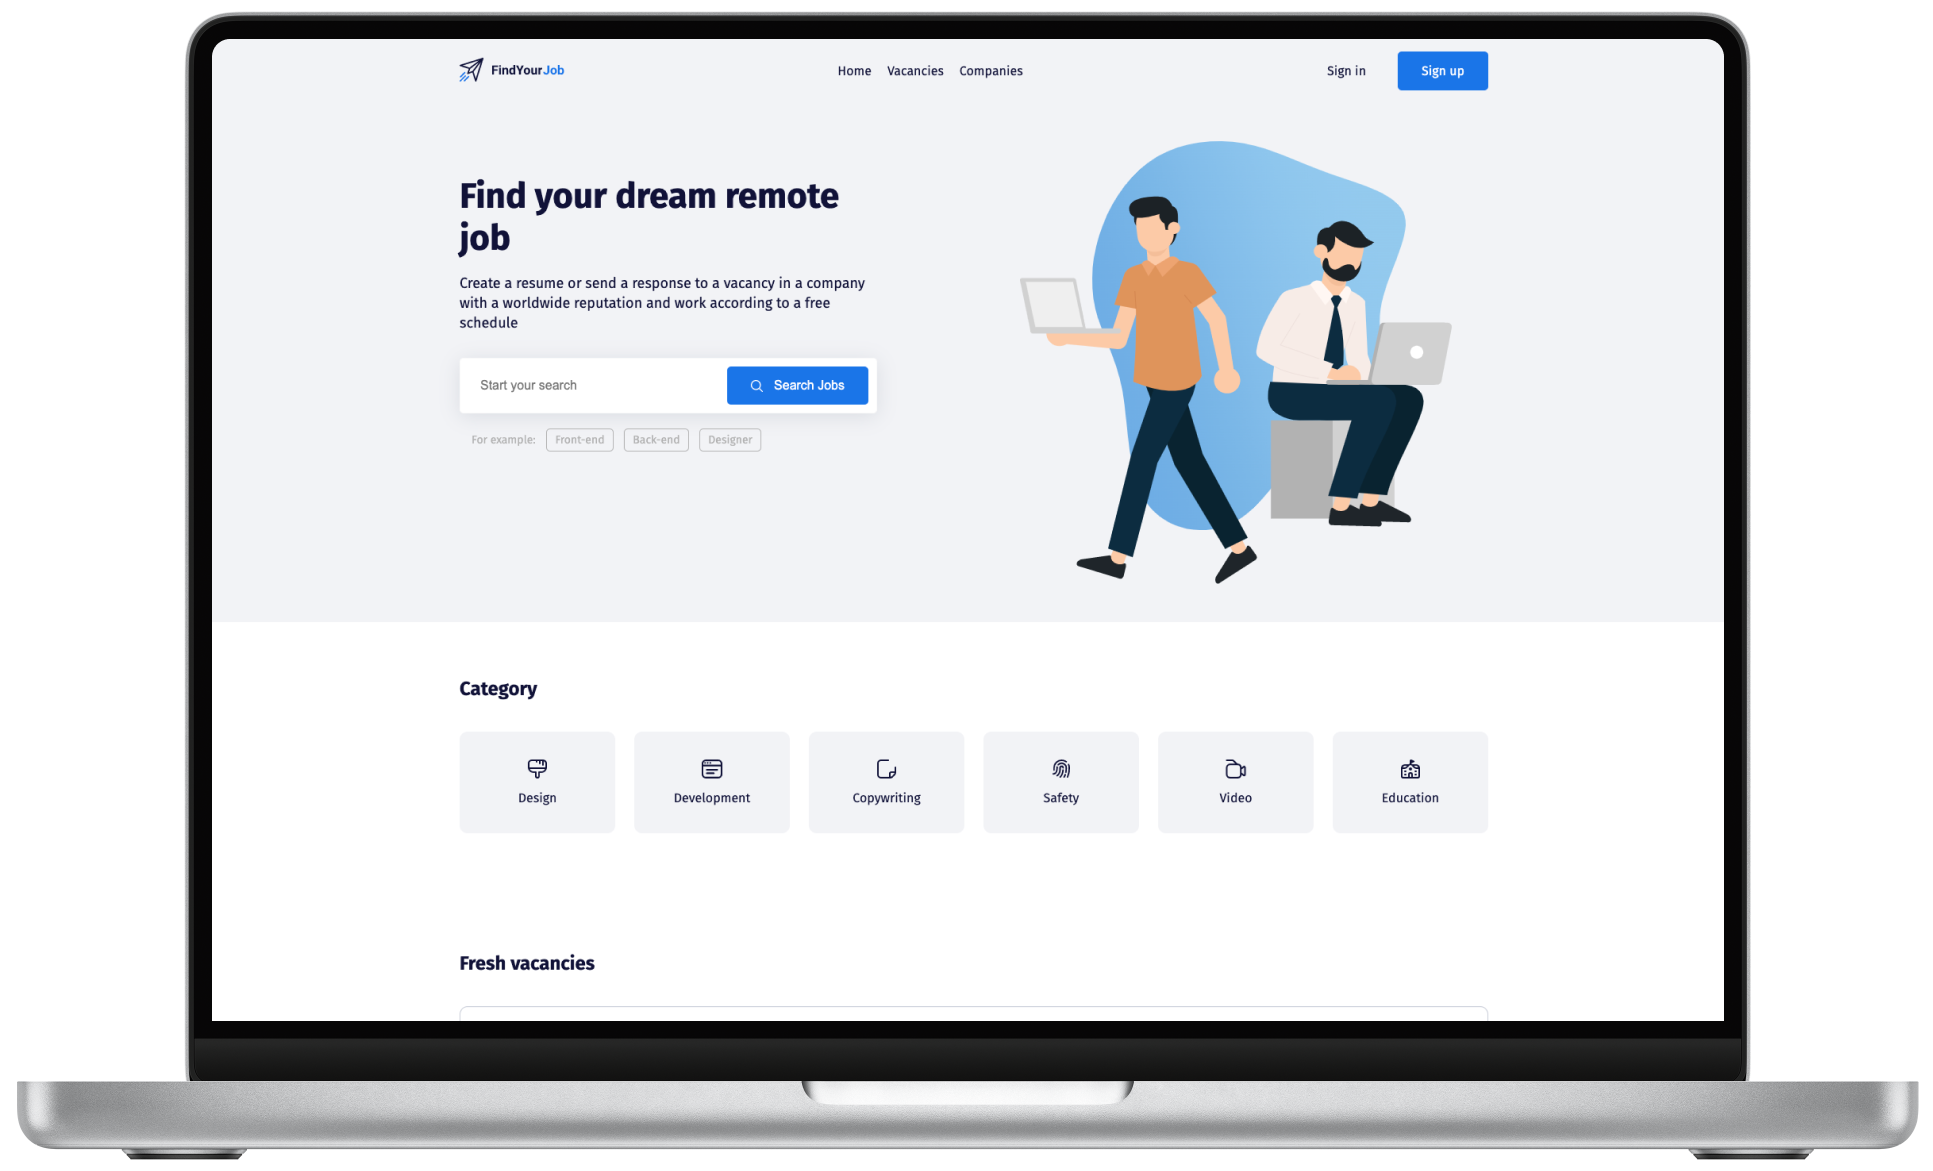 FindYourJob
Home Vacancies Companies
Sign in
Sign up
Find your dream remote
job
Create a resume or send a response to a vacancy in a company
with a worldwide reputation and work according to a free
schedule
Start your search
Search Jobs
For example: Front-end Back-end Designer
Category
Design
Development
Copywriting
Safety
Video
Education
Fresh vacancies